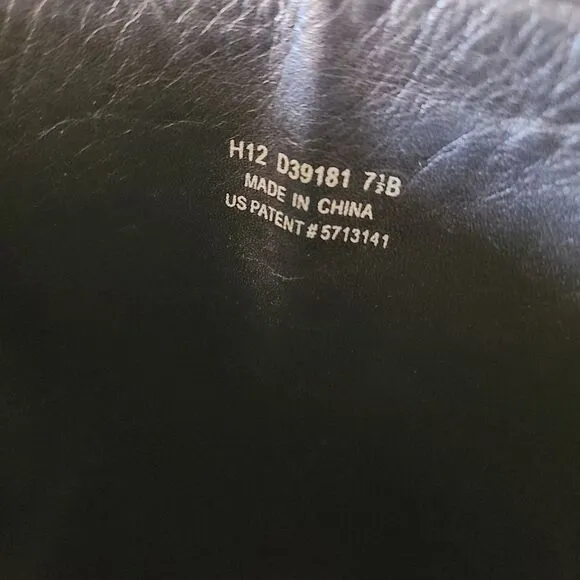 H12 D39181 7½B
MADE IN CHINA
US PATENT # 5713141